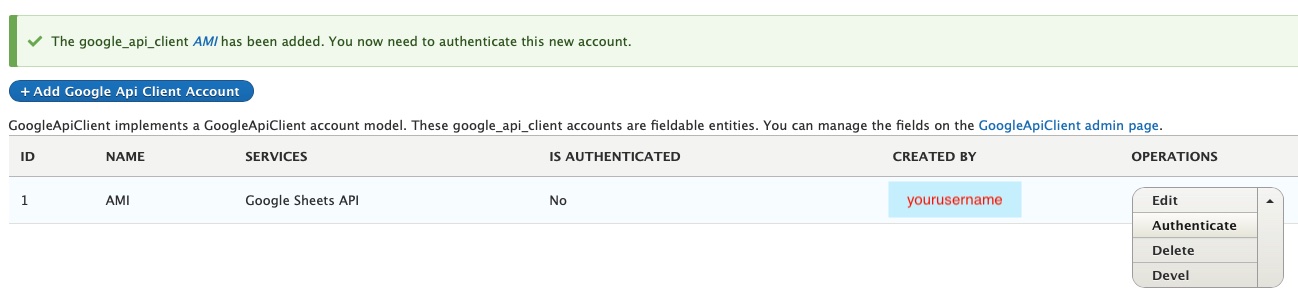 The google_api_client AMI has been added. You now need to authenticate this new account.
+ Add Google Api Client Account
GoogleApiClient implements a GoogleApiClient account model. These google_api_client accounts are fieldable entities. You can manage the fields on the GoogleApiClient admin page.
ID NAME SERVICES IS AUTHENTICATED CREATED BY OPERATIONS
1 AMI Google Sheets API No yourusername Edit
Authenticate
Delete
Devel